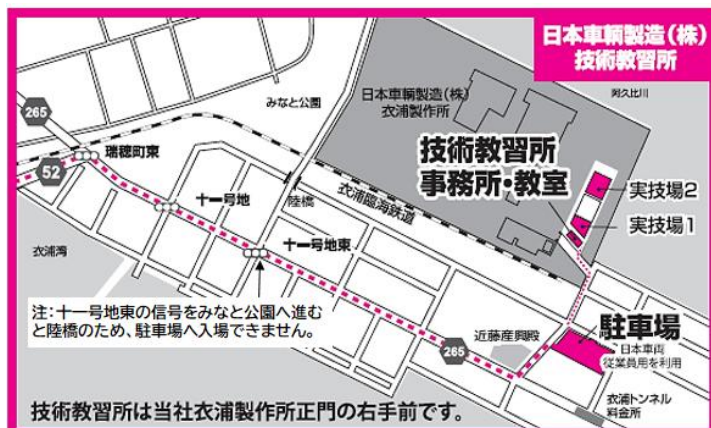 日本車輌製造(株)
技術教習所
阿久比川
みなと公園
日本車輌製造(株)
衣浦製作所
265
瑞穂町東
技術教習所
事務所・教室
52
実技場2
十一号地
陸橋
衣浦臨海鉄道
実技場1
衣浦湾
十一号地東
注:十一号地東の信号をみなと公園へ進む
と陸橋のため、駐車場へ入場できません。
近藤産興殿
駐車場
265
日本車両
従業員用を利用
衣浦トンネル
料金所
技術教習所は当社衣浦製作所正門の右手前です。